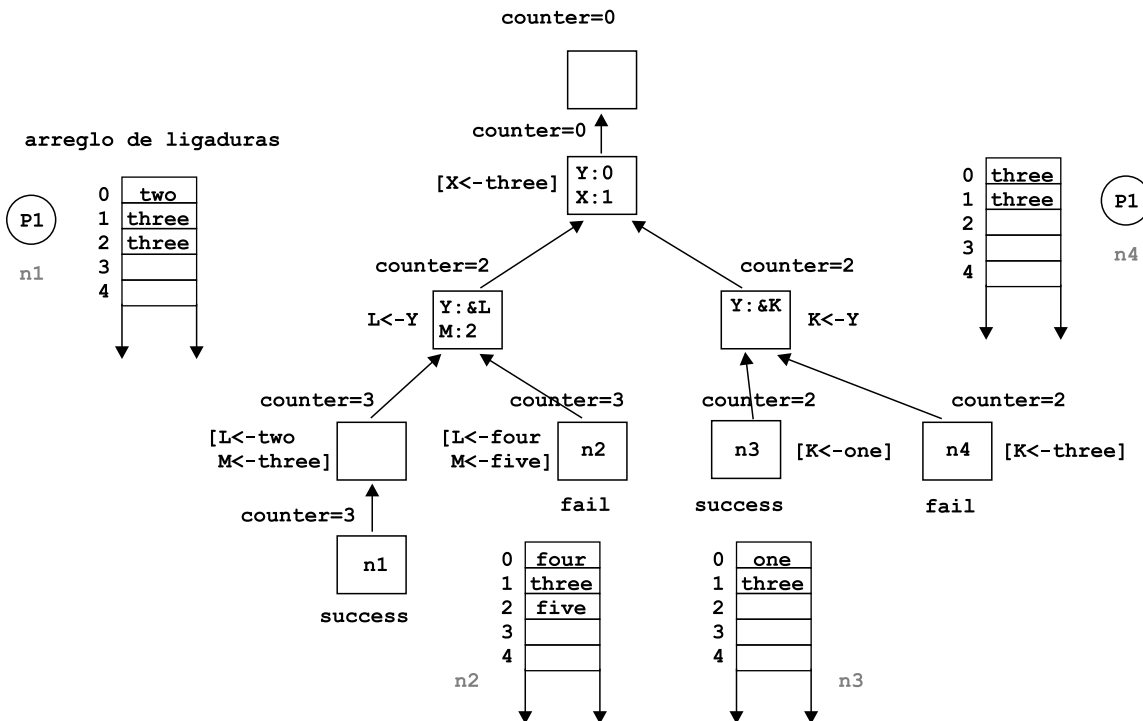 counter=0
counter=0
arreglo de ligaduras
[X<-three]
Y:0
X:1
P1
n1
0 two
1 three
2 three
3
4
0 three
1 three
2
3
4
P1
n4
counter=2
counter=2
L<-Y
Y:&L
M:2
Y:&K
K<-Y
counter=3
counter=3
counter=2
counter=2
[L<-two
M<-three]
[L<-four
M<-five]
n2
n3
[K<-one]
n4
[K<-three]
fail
success
fail
counter=3
n1
success
0 four
1 three
2 five
3
4
n2
0 one
1 three
2
3
4
n3